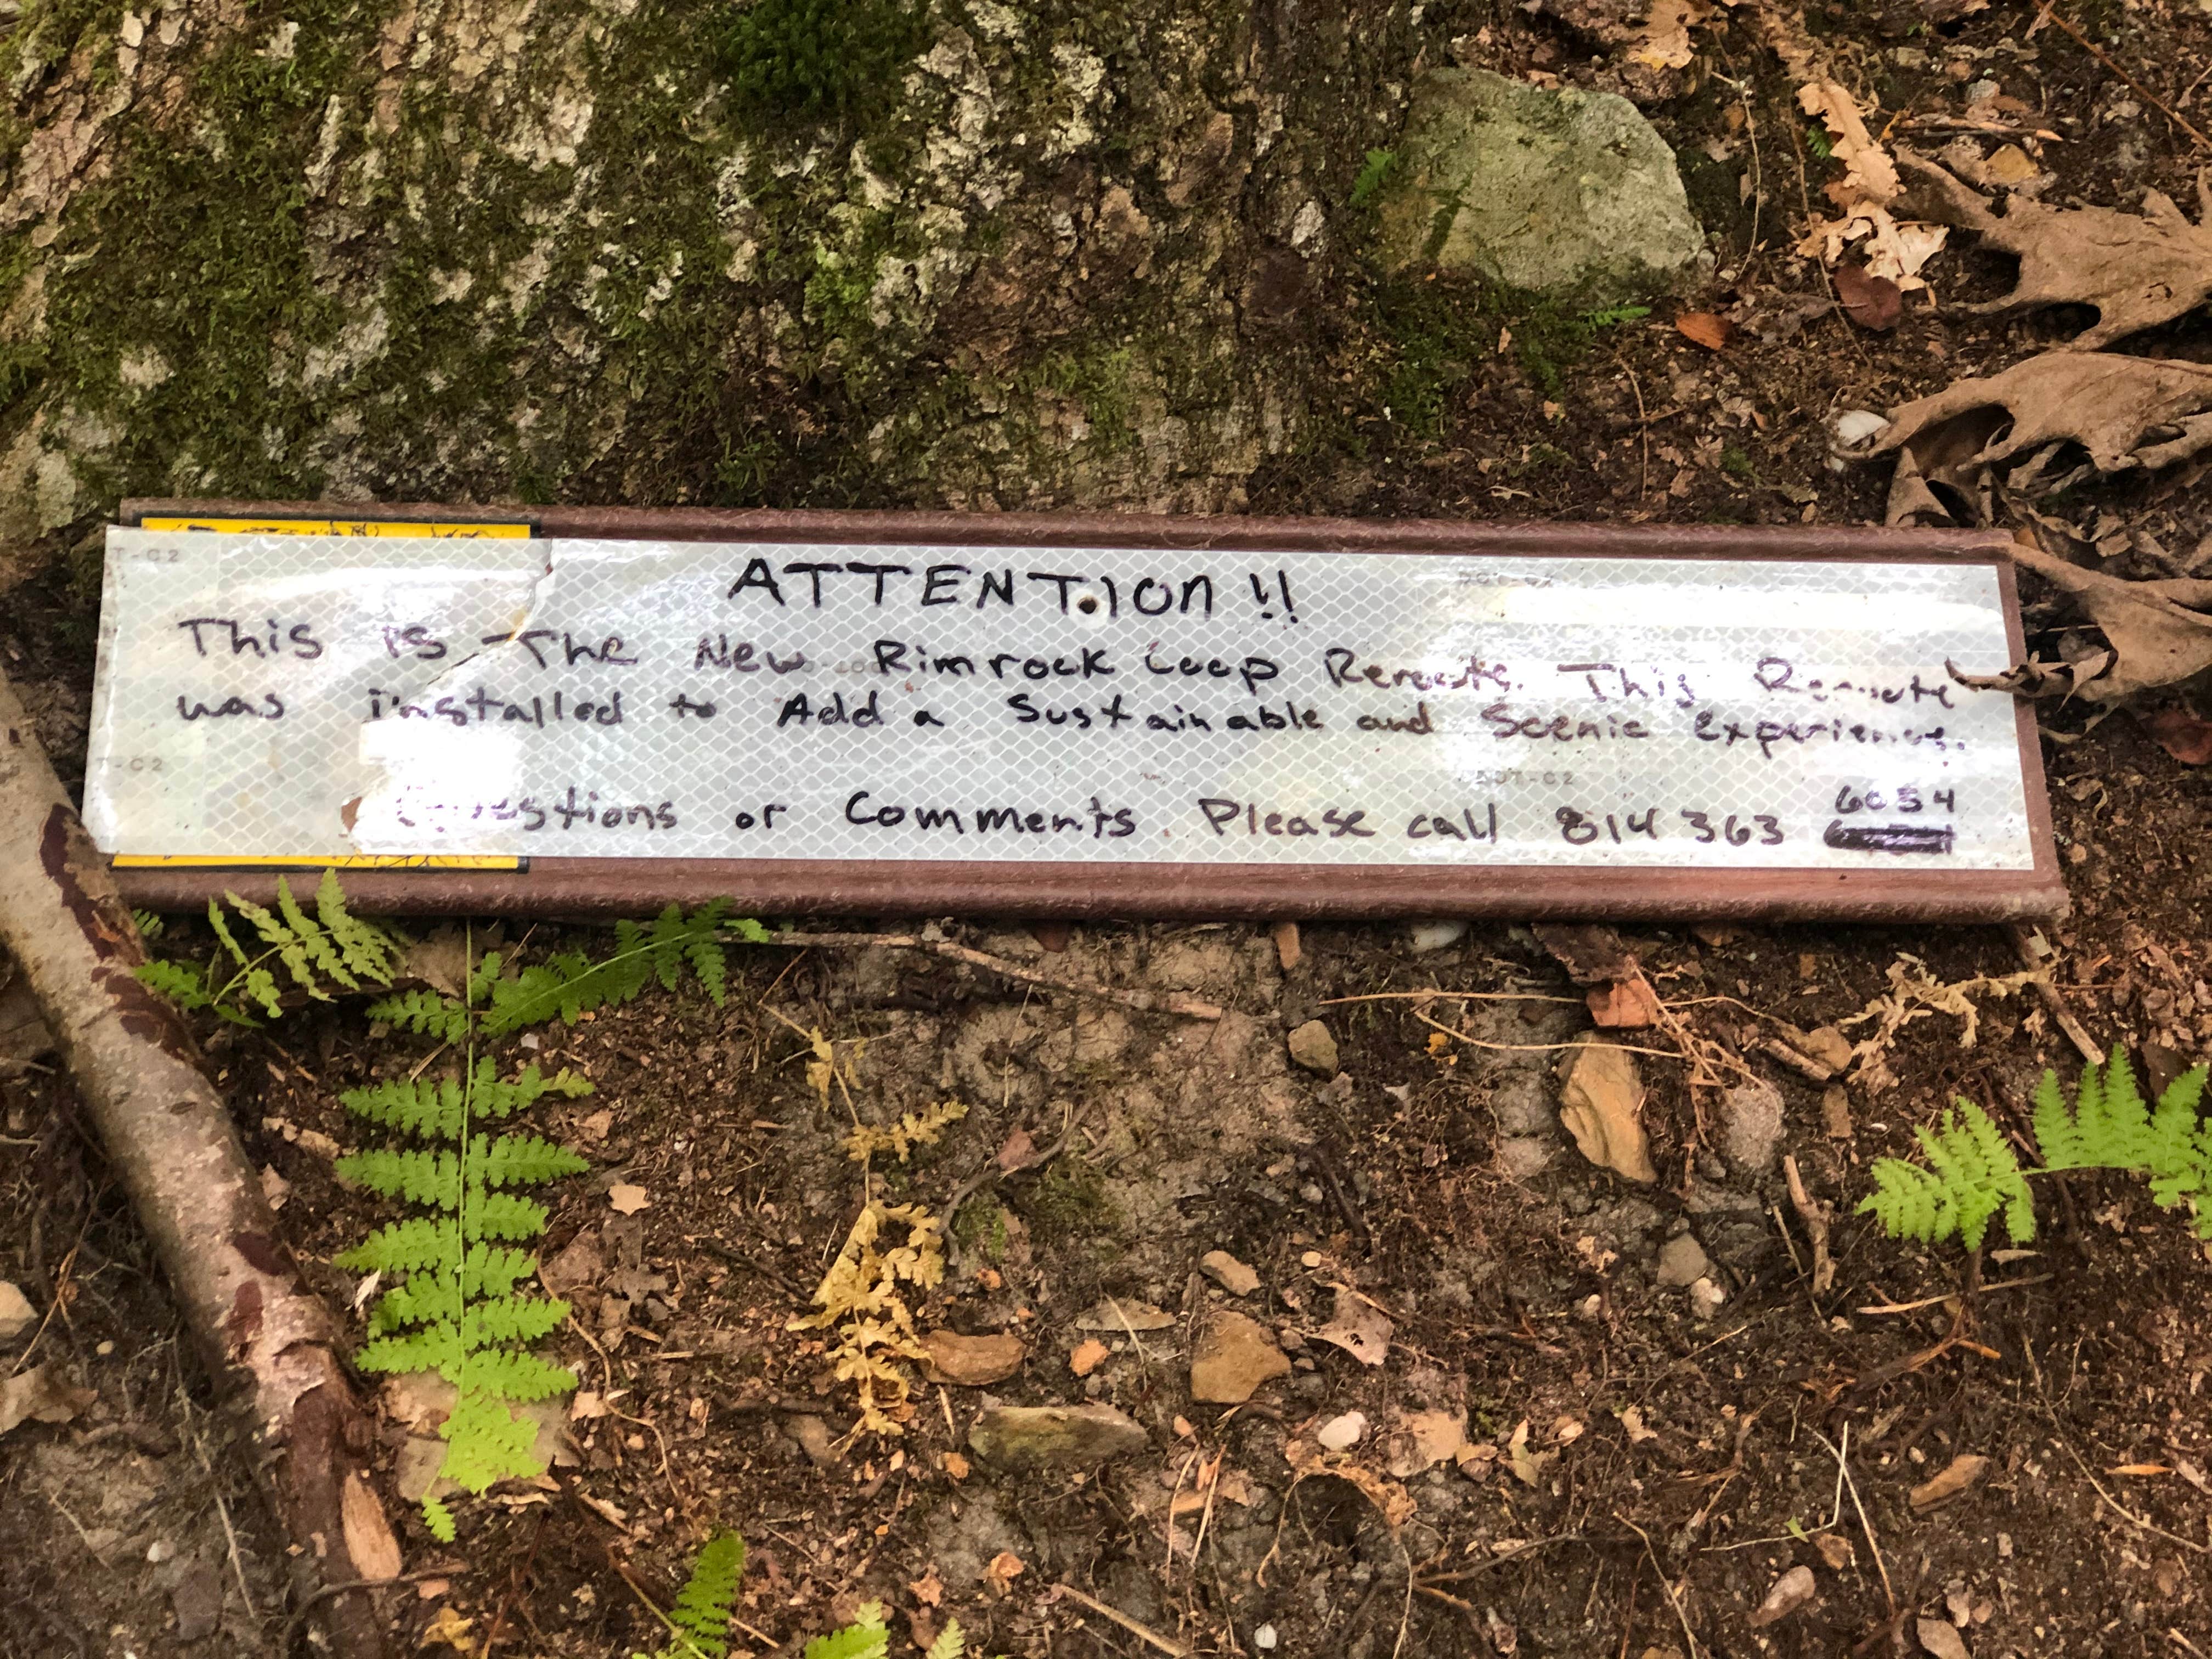 ATTENTION !!
This is The New Rimrock Loop Reroute. This Reroute
was installed to Add a Sustainable and Scenic experience.
Questions or Comments. Please call 814 363 6054